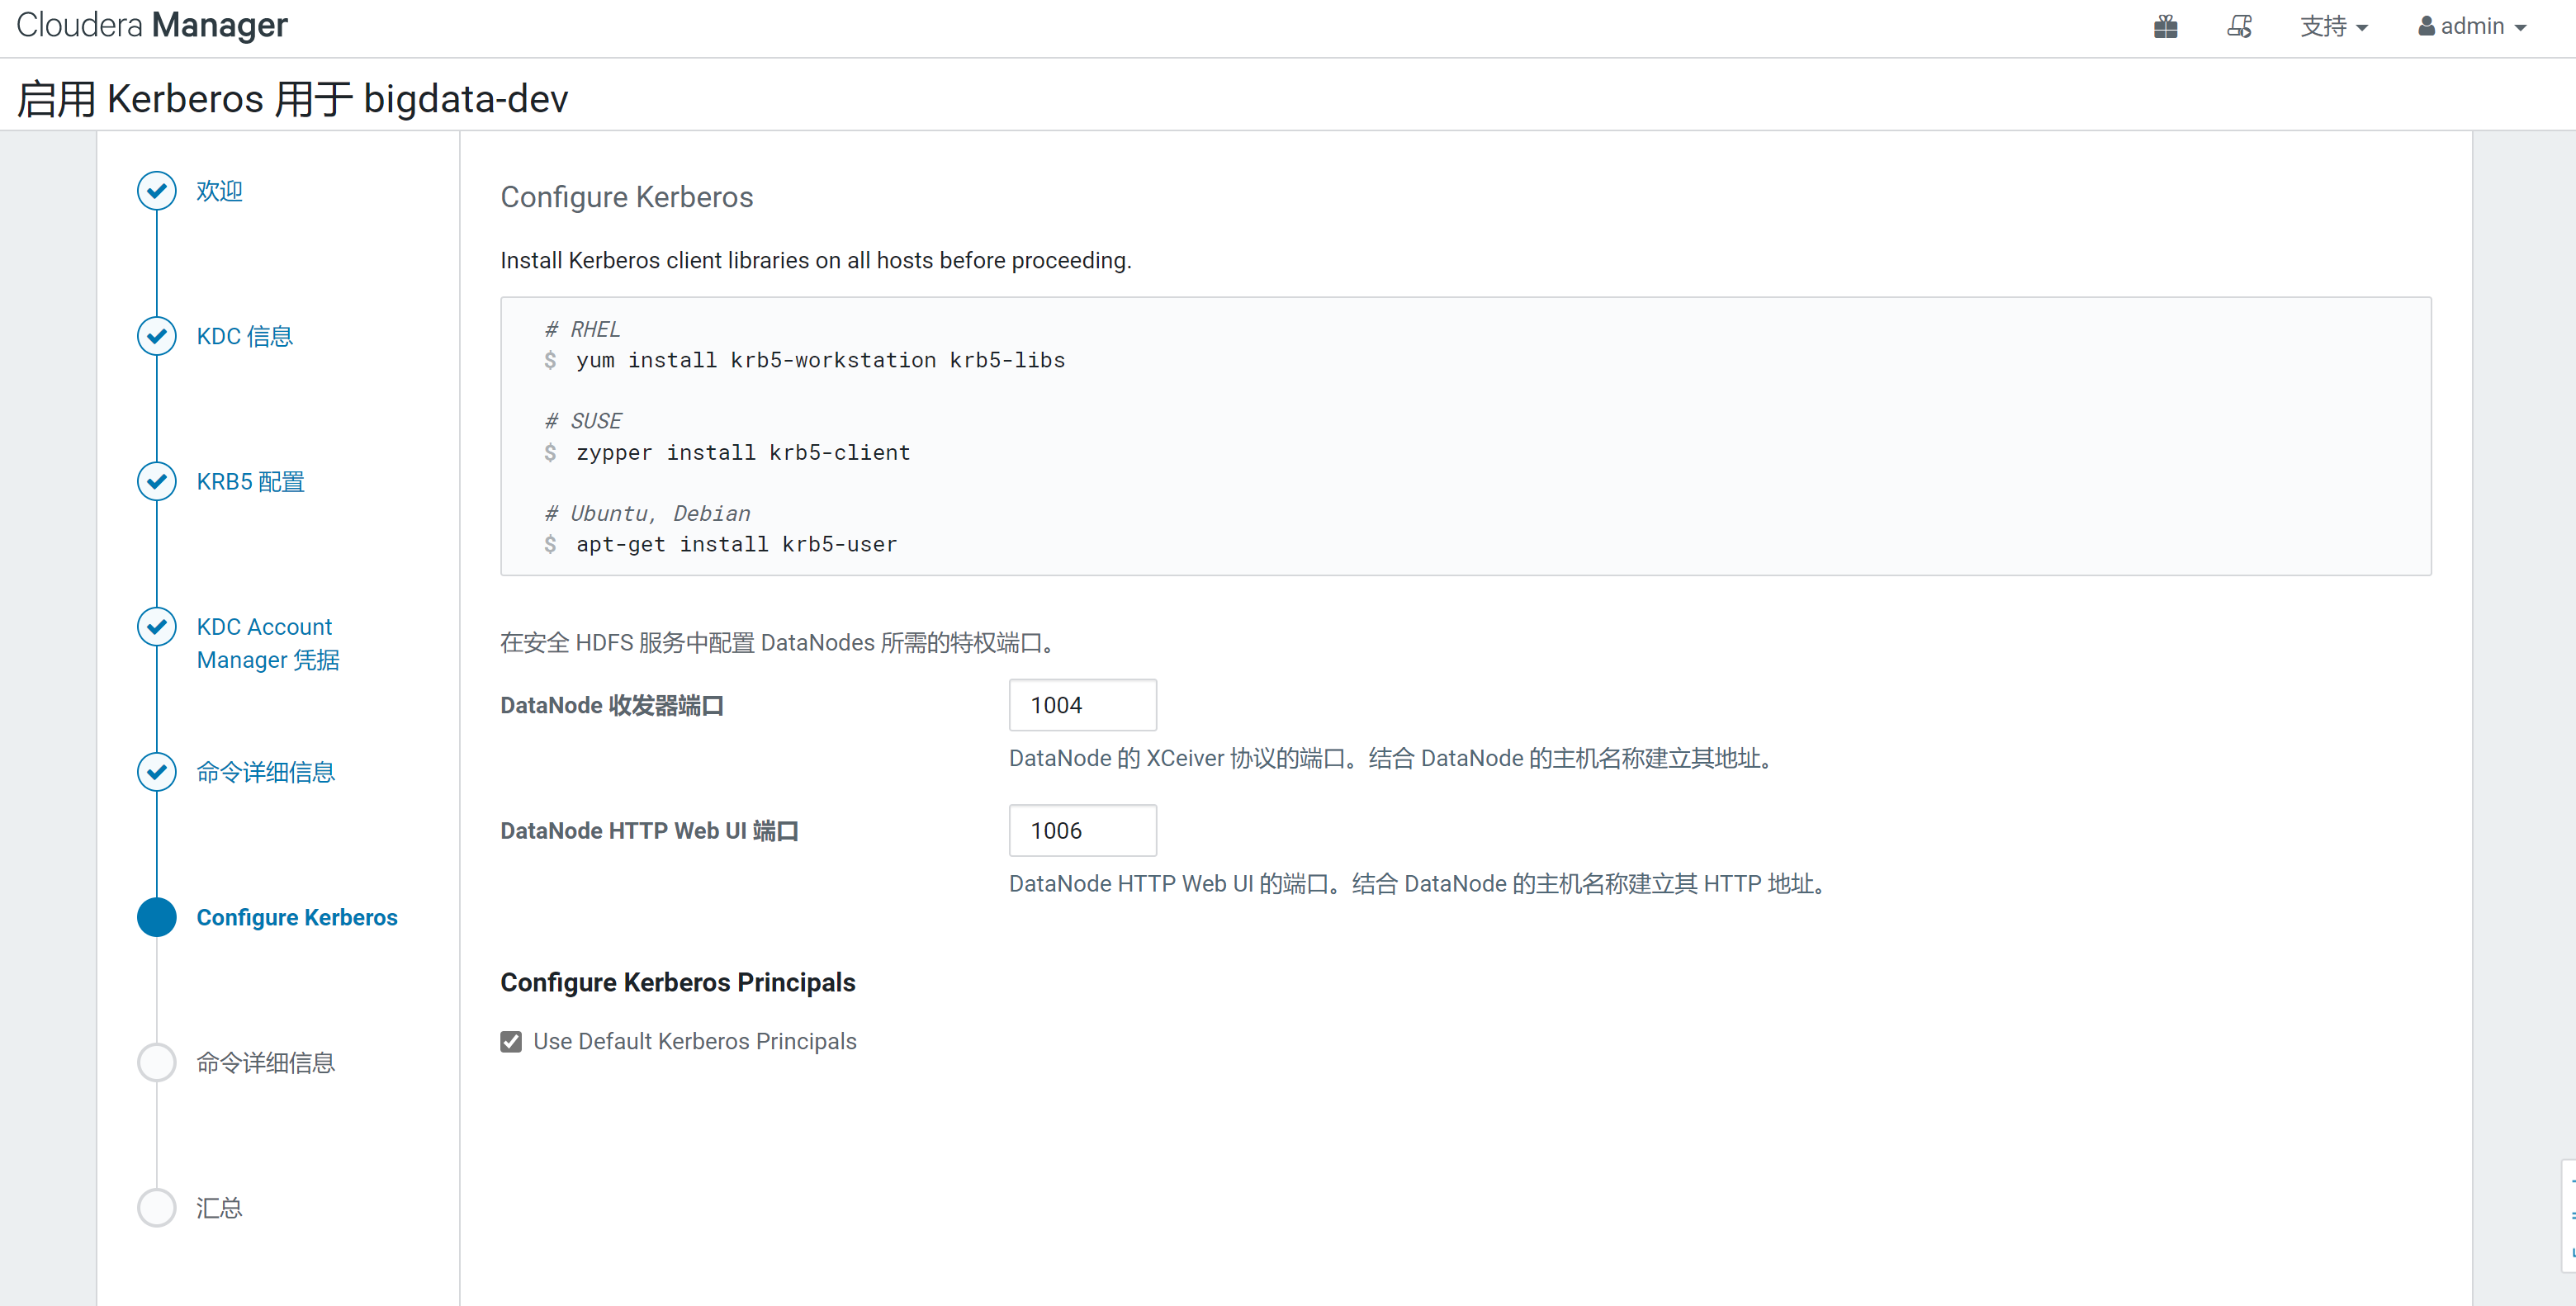 Cloudera Manager
支持
admin
启用 Kerberos 用于 bigdata-dev
欢迎
KDC 信息
KRB5 配置
KDC Account
Manager 凭据
命令详细信息
Configure Kerberos
命令详细信息
汇总
Configure Kerberos
Install Kerberos client libraries on all hosts before proceeding.
# RHEL
$ yum install krb5-workstation krb5-libs
# SUSE
$ zypper install krb5-client
# Ubuntu, Debian
$ apt-get install krb5-user
在安全 HDFS 服务中配置 DataNodes 所需的特权端口。
DataNode 收发器端口
1004
DataNode 的 XCeiver 协议的端口。结合 DataNode 的主机名称建立其地址。
DataNode HTTP Web UI 端口
1006
DataNode HTTP Web UI 的端口。结合 DataNode 的主机名称建立其 HTTP 地址。
Configure Kerberos Principals
Use Default Kerberos Principals